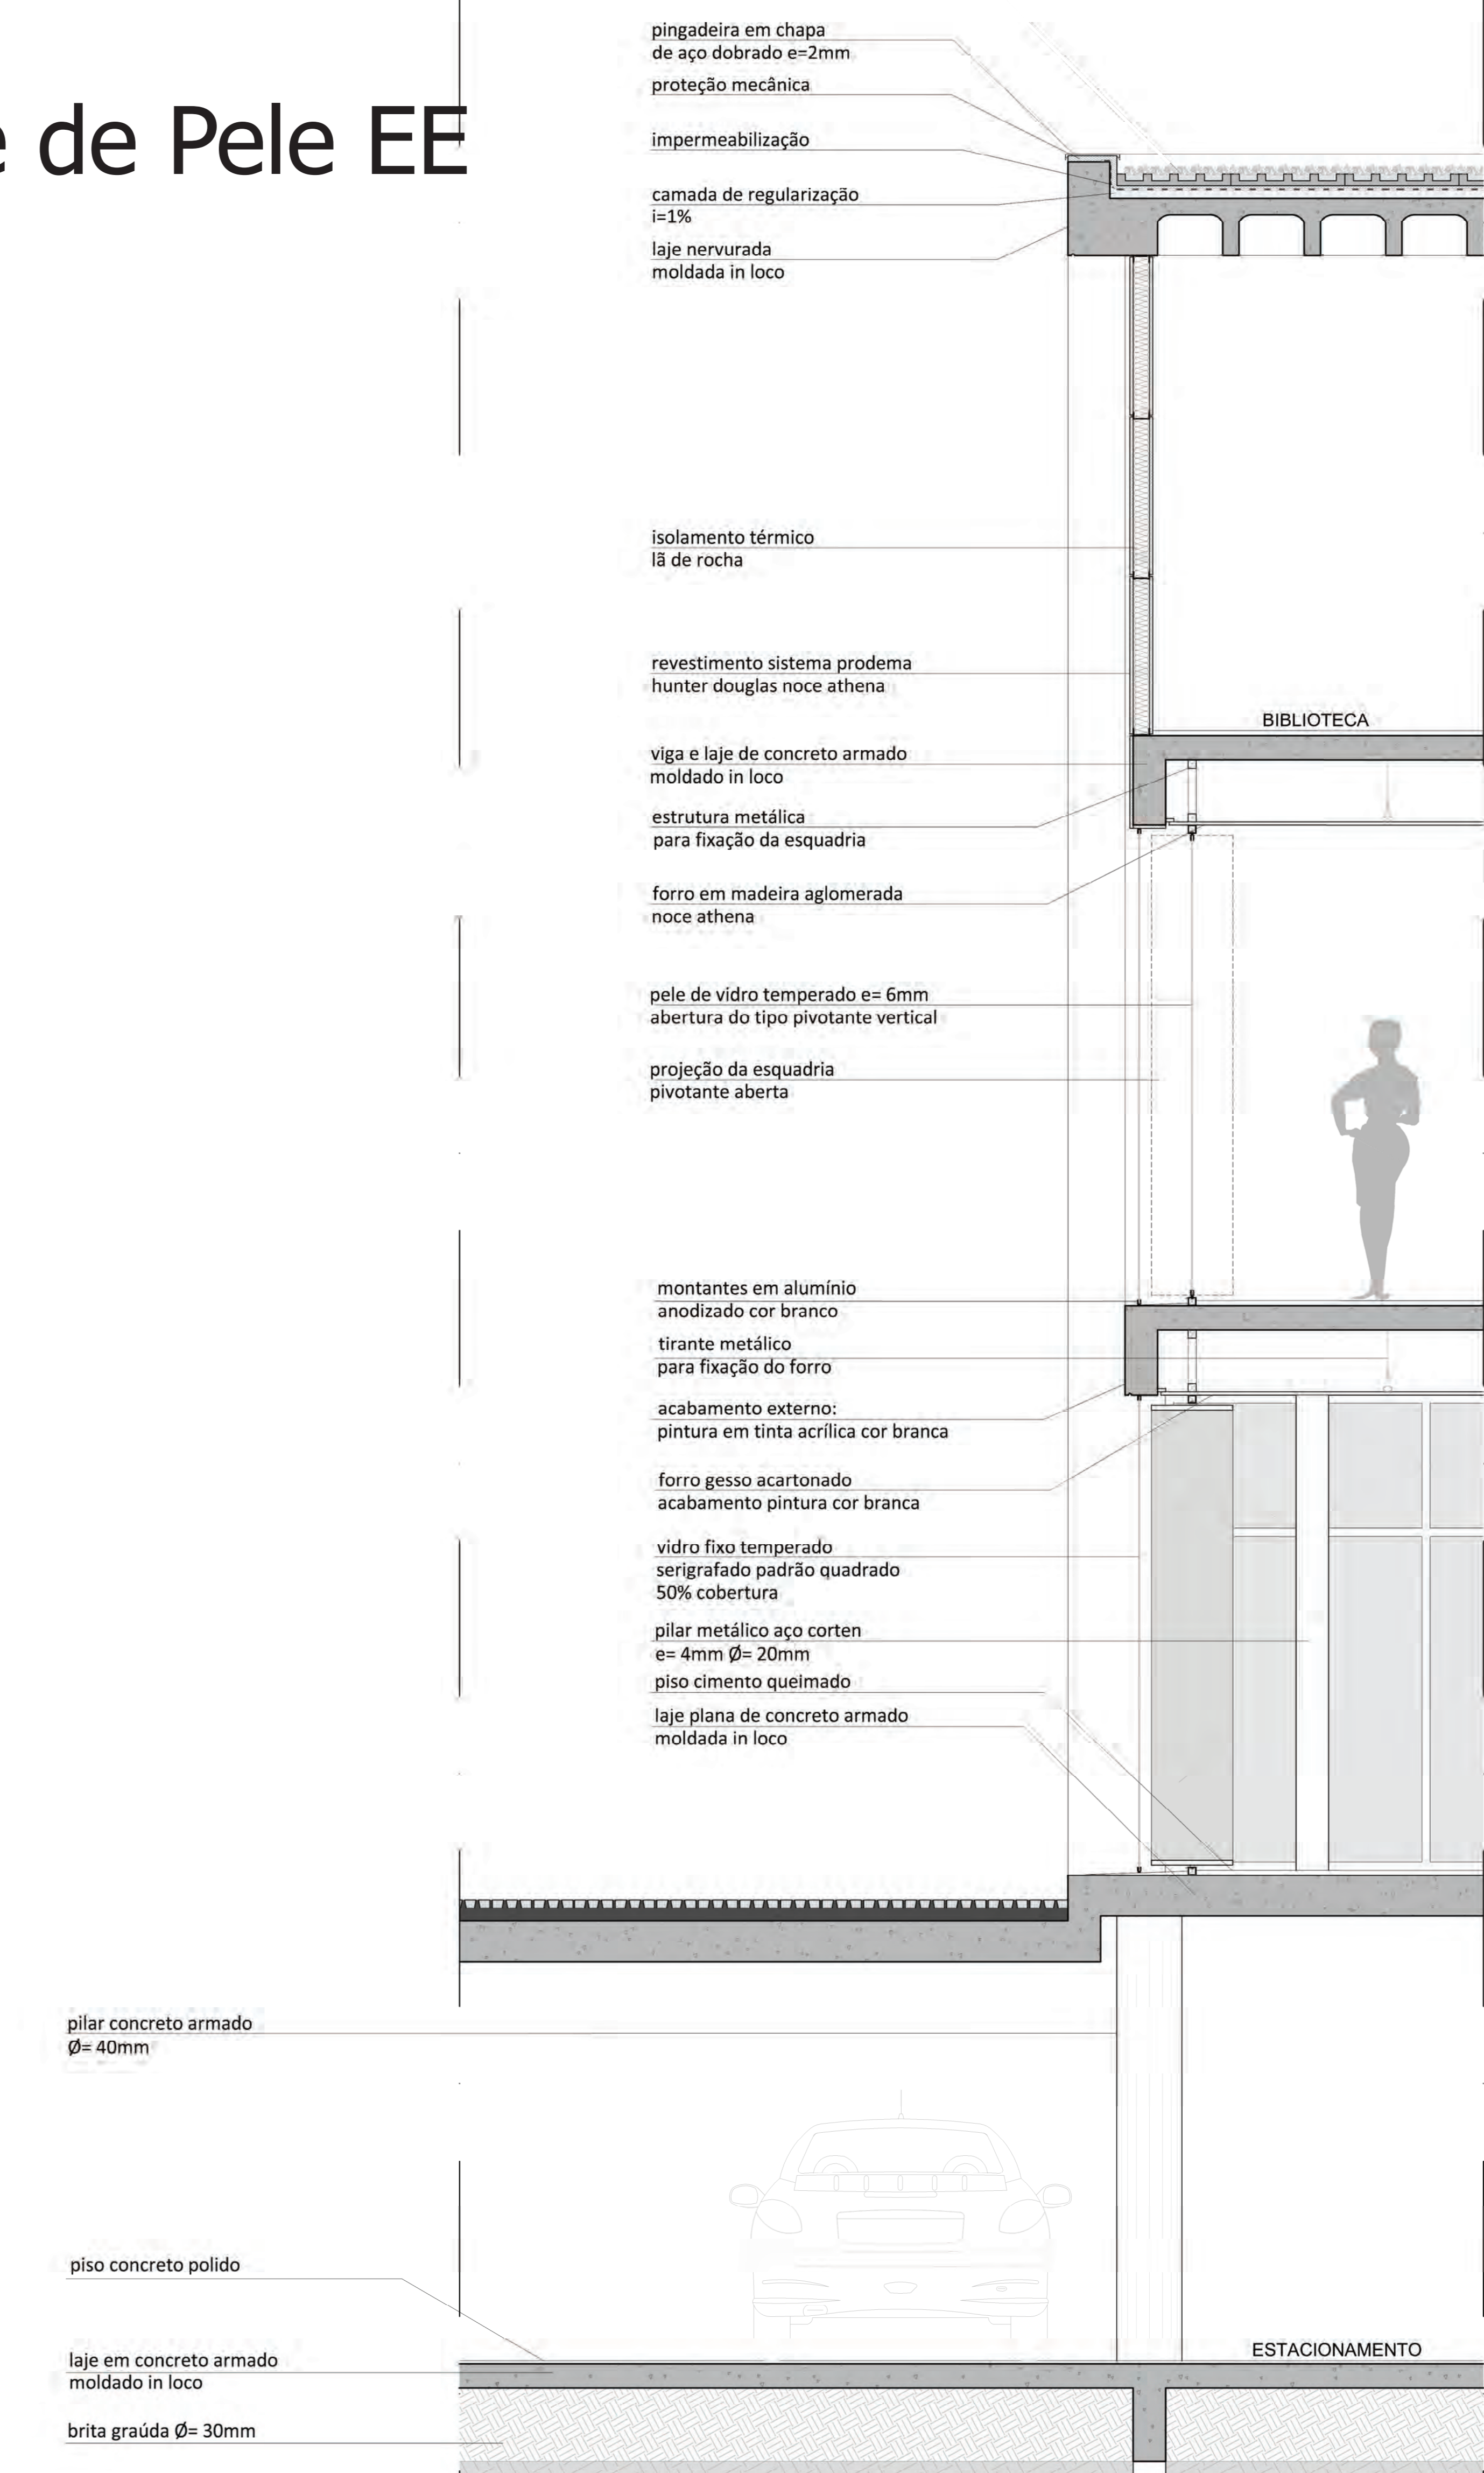 de Pele EE
pingadeira em chapa
de aço dobrado e=2mm
proteção mecânica
impermeabilização
camada de regularização
i=1%
laje nervurada
moldada in loco
isolamento térmico
lã de rocha
revestimento sistema prodema
hunter douglas noce athena
BIBLIOTECA
viga e laje de concreto armado
moldado in loco
estrutura metálica
para fixação da esquadria
forro em madeira aglomerada
noce athena
pele de vidro temperado e= 6mm
abertura do tipo pivotante vertical
projeção da esquadria
pivotante aberta
montantes em alumínio
anodizado cor branco
tirante metálico
para fixação do forro
acabamento externo:
pintura em tinta acrílica cor branca
forro gesso acartonado
acabamento pintura cor branca
vidro fixo temperado
serigrafado padrão quadrado
50% cobertura
pilar metálico aço corten
e= 4mm Ø= 20mm
piso cimento queimado
laje plana de concreto armado
moldada in loco
pilar concreto armado
Ø= 40mm
piso concreto polido
ESTACIONAMENTO
laje em concreto armado
moldado in loco
brita graúda Ø= 30mm